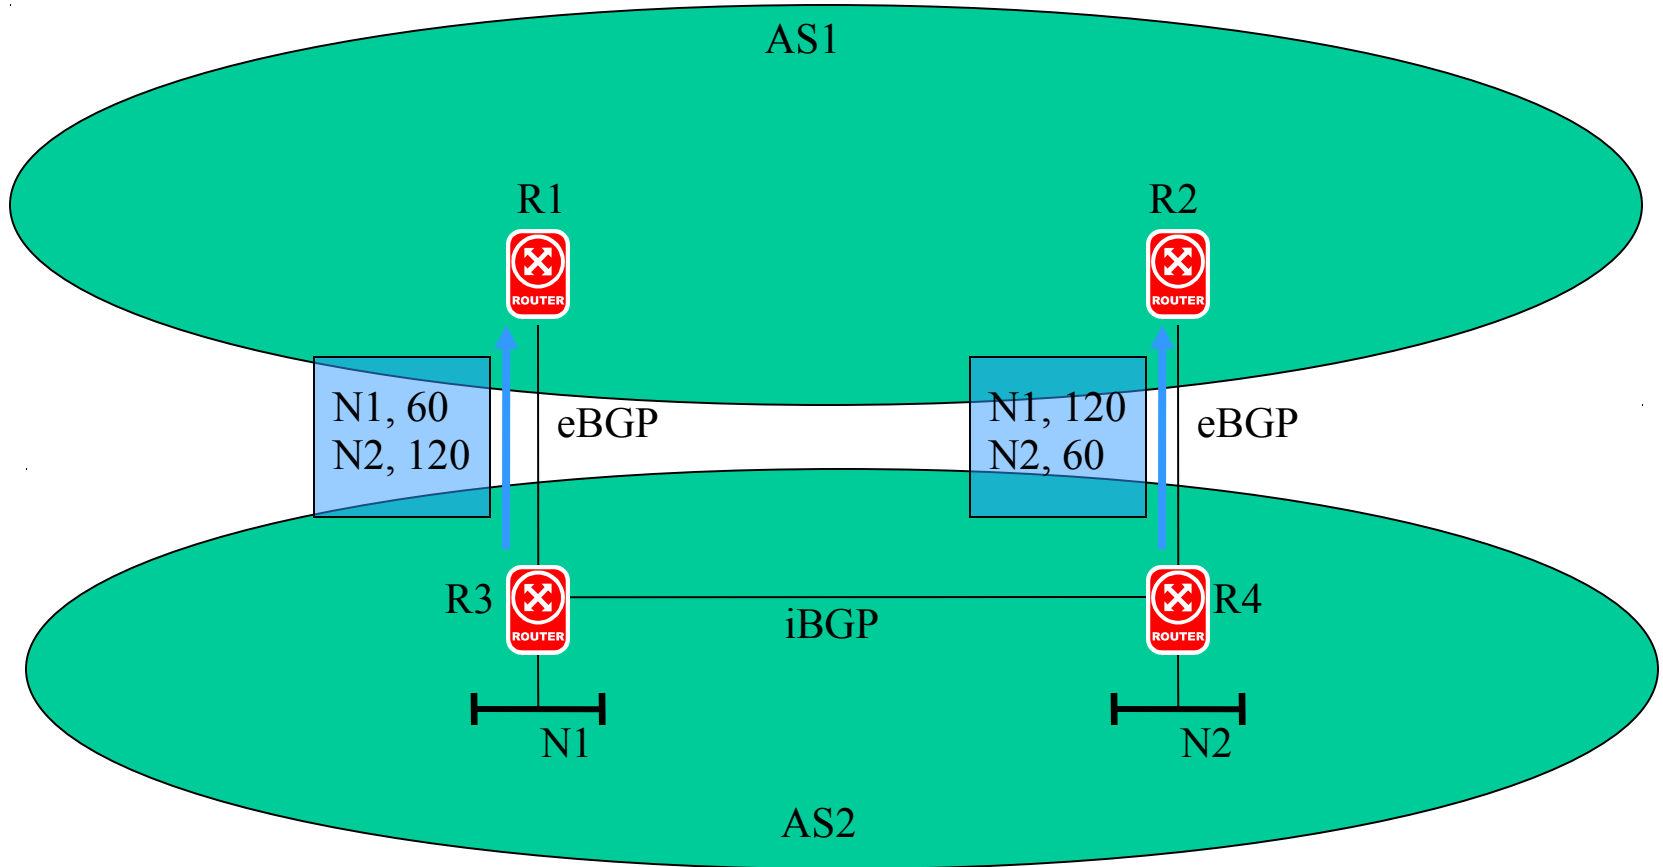 AS1
R1
R2
ROUTER
ROUTER
N1, 60
N2, 120
eBGP
N1, 120
N2, 60
eBGP
R3
ROUTER
iBGP
ROUTER
R4
N1
N2
AS2